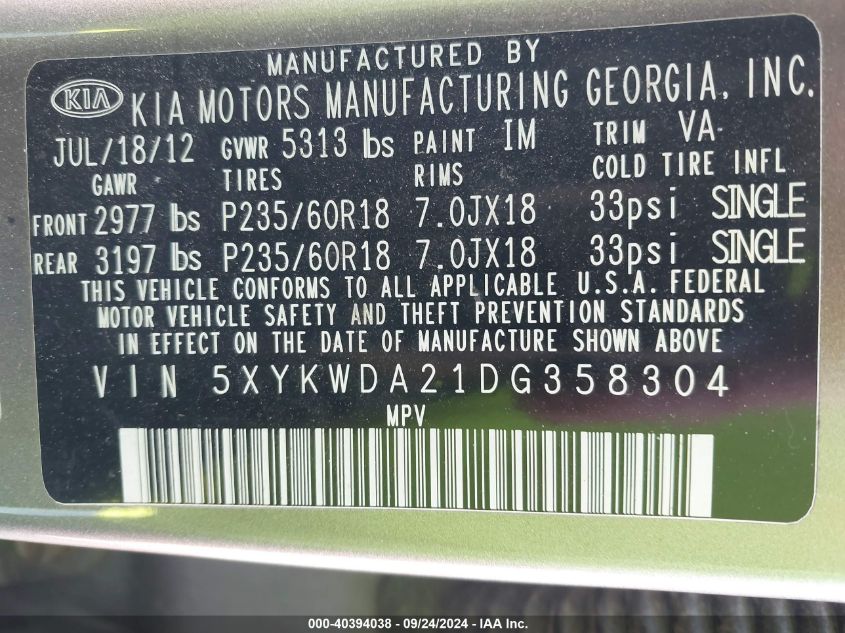 MANUFACTURED BY
KIA KIA MOTORS MANUFACTURING GEORGIA, INC.
JUL/18/12 GVWR 5313 lbs PAINT IM TRIM VA
GAWR TIRES RIMS COLD TIRE INFL
FRONT 2977 lbs P235/60R18 7.0JX18 33psi SINGLE
REAR 3197 lbs P235/60R18 7.0JX18 33psi SINGLE
THIS VEHICLE CONFORMS TO ALL APPLICABLE U.S.A. FEDERAL
MOTOR VEHICLE SAFETY AND THEFT PREVENTION STANDARDS
IN EFFECT ON THE DATE OF MANUFACTURE SHOWN ABOVE
VIN 5XYKWDA21DG358304
MPV
000-40394038 - 09/24/2024 - IAA Inc.